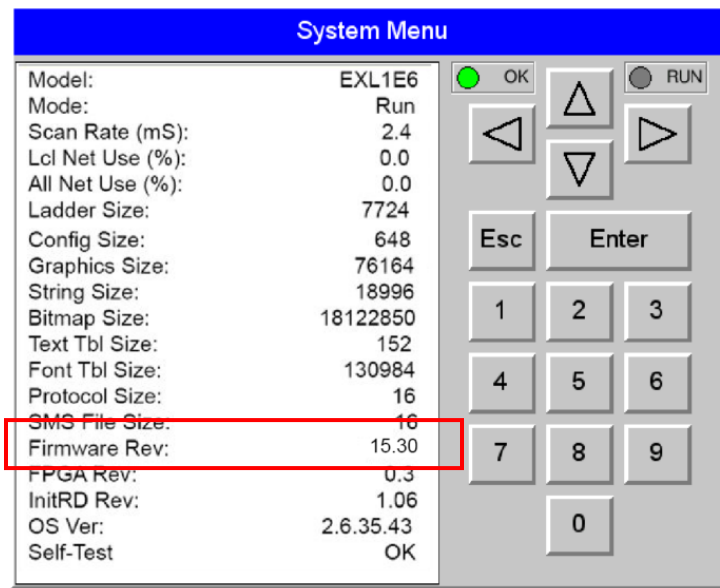 System Menu
Model: EXL1E6
Mode: Run
Scan Rate (mS): 2.4
Lcl Net Use (%): 0.0
All Net Use (%): 0.0
Ladder Size: 7724
Config Size: 648
Graphics Size: 76164
String Size: 18996
Bitmap Size: 18122850
Text Tbl Size: 152
Font Tbl Size: 130984
Protocol Size: 16
SMS File Size: 16
Firmware Rev: 15.30
FPGA Rev: 0.3
InitRD Rev: 1.06
OS Ver: 2.6.35.43
Self-Test OK
OK RUN
Esc Enter
1 2 3
4 5 6
7 8 9
0